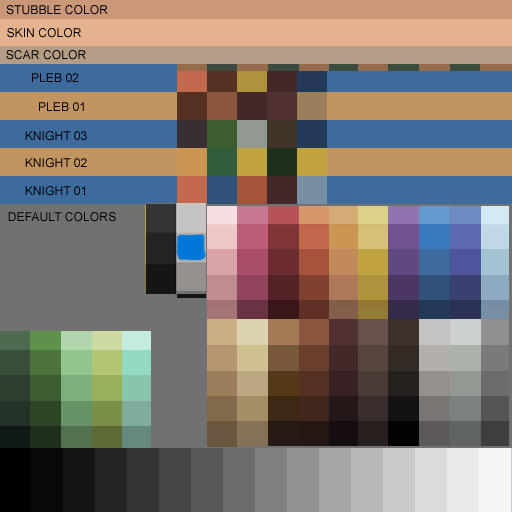 STUBBLE COLOR
SKIN COLOR
SCAR COLOR
PLEB 02
PLEB 01
KNIGHT 03
KNIGHT 02
KNIGHT 01
DEFAULT COLORS